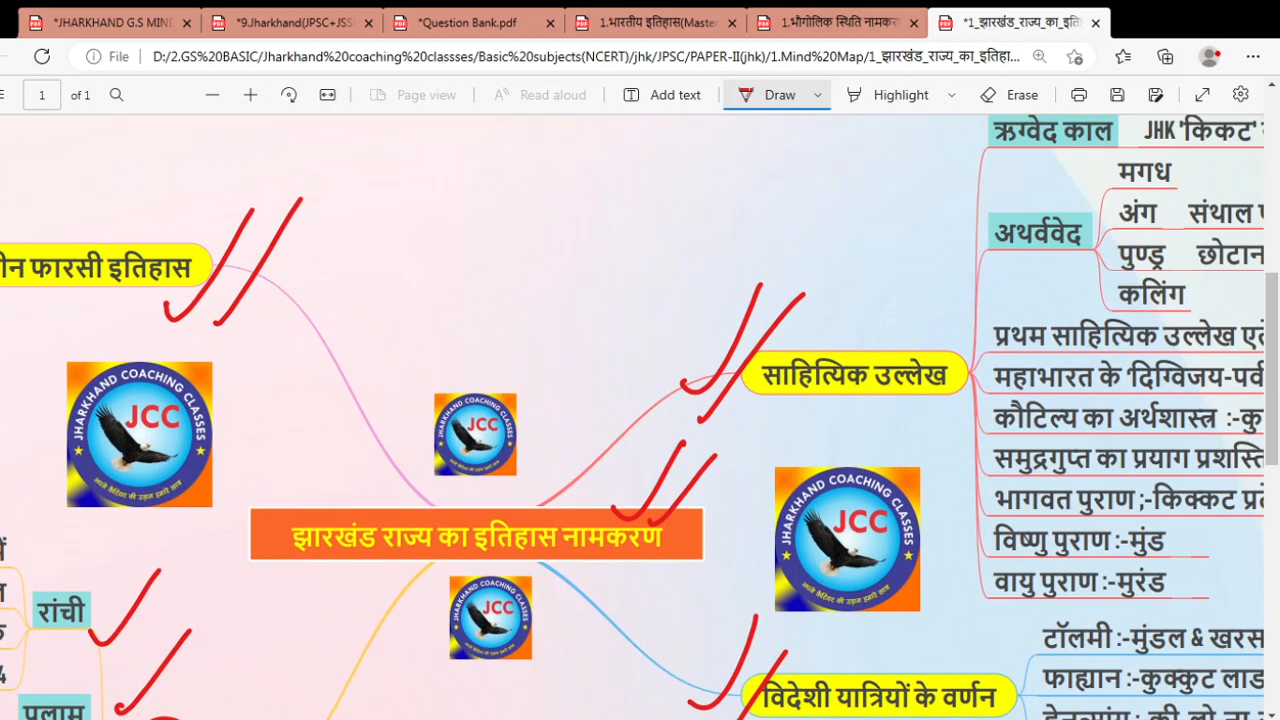 *JHARKHAND G.S MIND
*9.Jharkhand(JPSC+JSS
*Question Bank.pdf
1.भारतीय इतिहास(Master
1.भौगोलिक स्थिति नामकर
*1_झारखंड_राज्य_का_इति
File
D:/2.GS%20BASIC/Jharkhand%20coaching%20classses/Basic%20subjects(NCERT)/jhk/JPSC/PAPER-II(jhk)/1.Mind%20Map/1_झारखंड_राज्य_का_इतिहा...
1 of 1
Page view
Read aloud
Add text
Draw
Highlight
Erase
ऋग्वेद काल JHK 'किकट'
मगध
अथर्ववेद
अंग संथाल
पुण्ड्र छोटान
कलिंग
ीन फारसी इतिहास
प्रथम साहित्यिक उल्लेख
साहित्यिक उल्लेख
महाभारत के 'दिग्विजय-पर्व
कौटिल्य का अर्थशास्त्र :-कु
समुद्रगुप्त का प्रयाग प्रशस्ति
भागवत पुराण ;-किक्कट प्र
विष्णु पुराण :-मुंड
वायु पुराण :-मुरंड
JHARKHAND COACHING CLASSES
JCC
JHARKHAND COACHING CLASSES
JCC
झारखंड राज्य का इतिहास नामकरण
JHARKHAND COACHING CLASSES
JCC
JHARKHAND COACHING CLASSES
JCC
रांची
4
पलामू
टॉलमी :-मुंडल & खरस
विदेशी यात्रियों के वर्णन
फाह्यान :-कुक्कुट लाड